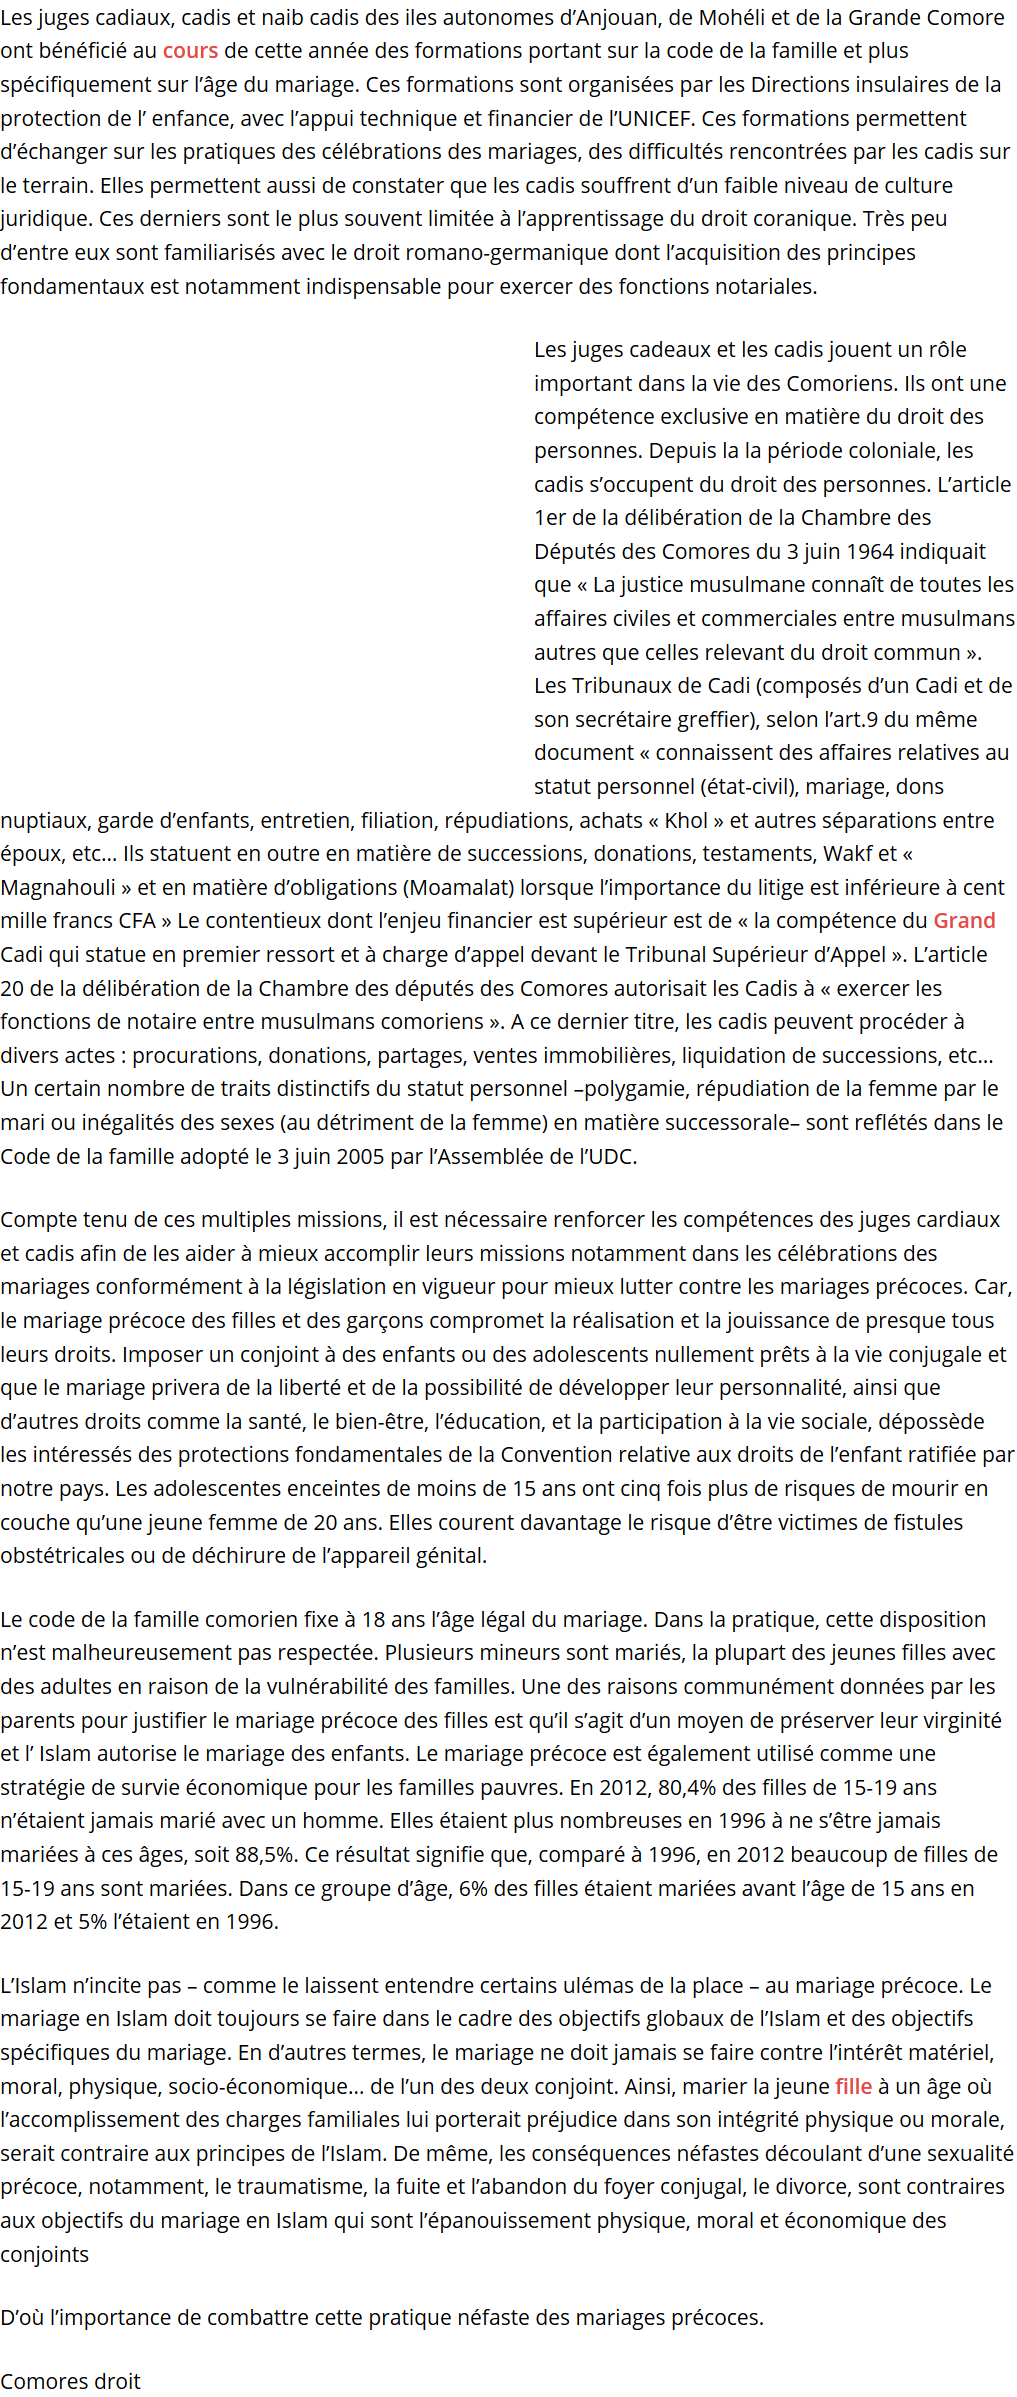 Les juges cadiaux, cadis et naib cadis des iles autonomes d’Anjouan, de Mohéli et de la Grande Comore
ont bénéficié au cours de cette année des formations portant sur la code de la famille et plus
spécifiquement sur l’âge du mariage. Ces formations sont organisées par les Directions insulaires de la
protection de l’ enfance, avec l’appui technique et financier de l’UNICEF. Ces formations permettent
d’échanger sur les pratiques des célébrations des mariages, des difficultés rencontrées par les cadis sur
le terrain. Elles permettent aussi de constater que les cadis souffrent d’un faible niveau de culture
juridique. Ces derniers sont le plus souvent limitée à l’apprentissage du droit coranique. Très peu
d’entre eux sont familiarisés avec le droit romano-germanique dont l’acquisition des principes
fondamentaux est notamment indispensable pour exercer des fonctions notariales.
Les juges cadeaux et les cadis jouent un rôle
important dans la vie des Comoriens. Ils ont une
compétence exclusive en matière du droit des
personnes. Depuis la la période coloniale, les
cadis s’occupent du droit des personnes. L’article
1er de la délibération de la Chambre des
Députés des Comores du 3 juin 1964 indiquait
que « La justice musulmane connaît de toutes les
affaires civiles et commerciales entre musulmans
autres que celles relevant du droit commun ».
Les Tribunaux de Cadi (composés d’un Cadi et de
son secrétaire greffier), selon l’art.9 du même
document « connaissent des affaires relatives au
statut personnel (état-civil), mariage, dons
nuptiaux, garde d’enfants, entretien, filiation, répudiations, achats « Khol » et autres séparations entre
époux, etc… Ils statuent en outre en matière de successions, donations, testaments, Wakf et «
Magnahouli » et en matière d’obligations (Moamalat) lorsque l’importance du litige est inférieure à cent
mille francs CFA » Le contentieux dont l’enjeu financier est supérieur est de « la compétence du Grand
Cadi qui statue en premier ressort et à charge d’appel devant le Tribunal Supérieur d’Appel ». L’article
20 de la délibération de la Chambre des députés des Comores autorisait les Cadis à « exercer les
fonctions de notaire entre musulmans comoriens ». A ce dernier titre, les cadis peuvent procéder à
divers actes : procurations, donations, partages, ventes immobilières, liquidation de successions, etc…
Un certain nombre de traits distinctifs du statut personnel –polygamie, répudiation de la femme par le
mari ou inégalités des sexes (au détriment de la femme) en matière successorale– sont reflétés dans le
Code de la famille adopté le 3 juin 2005 par l’Assemblée de l’UDC.
Compte tenu de ces multiples missions, il est nécessaire renforcer les compétences des juges cardiaux
et cadis afin de les aider à mieux accomplir leurs missions notamment dans les célébrations des
mariages conformément à la législation en vigueur pour mieux lutter contre les mariages précoces. Car,
le mariage précoce des filles et des garçons compromet la réalisation et la jouissance de presque tous
leurs droits. Imposer un conjoint à des enfants ou des adolescents nullement prêts à la vie conjugale et
que le mariage privera de la liberté et de la possibilité de développer leur personnalité, ainsi que
d’autres droits comme la santé, le bien-être, l’éducation, et la participation à la vie sociale, dépossède
les intéressés des protections fondamentales de la Convention relative aux droits de l’enfant ratifiée par
notre pays. Les adolescentes enceintes de moins de 15 ans ont cinq fois plus de risques de mourir en
couche qu’une jeune femme de 20 ans. Elles courent davantage le risque d’être victimes de fistules
obstétricales ou de déchirure de l’appareil génital.
Le code de la famille comorien fixe à 18 ans l’âge légal du mariage. Dans la pratique, cette disposition
n’est malheureusement pas respectée. Plusieurs mineurs sont mariés, la plupart des jeunes filles avec
des adultes en raison de la vulnérabilité des familles. Une des raisons communément données par les
parents pour justifier le mariage précoce des filles est qu’il s’agit d’un moyen de préserver leur virginité
et l’ Islam autorise le mariage des enfants. Le mariage précoce est également utilisé comme une
stratégie de survie économique pour les familles pauvres. En 2012, 80,4% des filles de 15-19 ans
n’étaient jamais marié avec un homme. Elles étaient plus nombreuses en 1996 à ne s’être jamais
mariées à ces âges, soit 88,5%. Ce résultat signifie que, comparé à 1996, en 2012 beaucoup de filles de
15-19 ans sont mariées. Dans ce groupe d’âge, 6% des filles étaient mariées avant l’âge de 15 ans en
2012 et 5% l’étaient en 1996.
L’Islam n’incite pas – comme le laissent entendre certains ulémas de la place – au mariage précoce. Le
mariage en Islam doit toujours se faire dans le cadre des objectifs globaux de l’Islam et des objectifs
spécifiques du mariage. En d’autres termes, le mariage ne doit jamais se faire contre l’intérêt matériel,
moral, physique, socio-économique… de l’un des deux conjoint. Ainsi, marier la jeune fille à un âge où
l’accomplissement des charges familiales lui porterait préjudice dans son intégrité physique ou morale,
serait contraire aux principes de l’Islam. De même, les conséquences néfastes découlant d’une sexualité
précoce, notamment, le traumatisme, la fuite et l’abandon du foyer conjugal, le divorce, sont contraires
aux objectifs du mariage en Islam qui sont l’épanouissement physique, moral et économique des
conjoints
D’où l’importance de combattre cette pratique néfaste des mariages précoces.
Comores droit